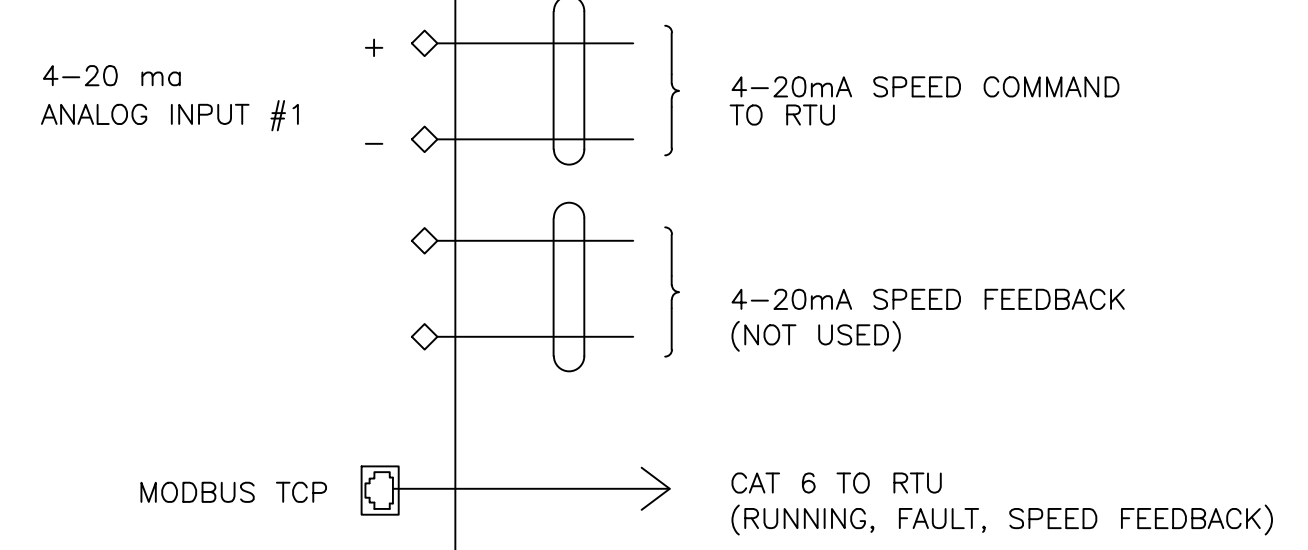 +
4-20 ma
ANALOG INPUT #1
-
4-20mA SPEED COMMAND
TO RTU
4-20mA SPEED FEEDBACK
(NOT USED)
MODBUS TCP
CAT 6 TO RTU
(RUNNING, FAULT, SPEED FEEDBACK)